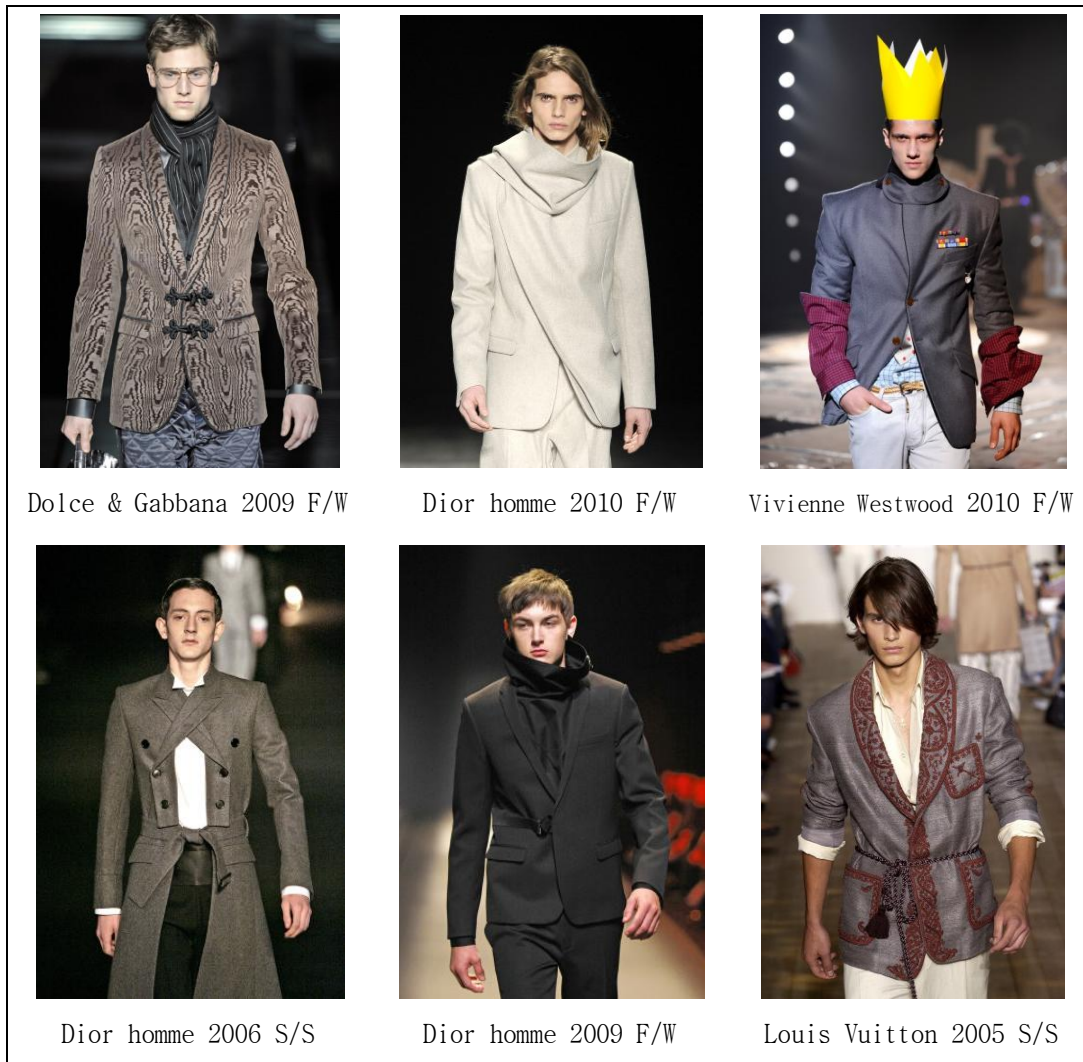 Dolce & Gabbana 2009 F/W
Dior homme 2010 F/W
Vivienne Westwood 2010 F/W
Dior homme 2006 S/S
Dior homme 2009 F/W
Louis Vuitton 2005 S/S